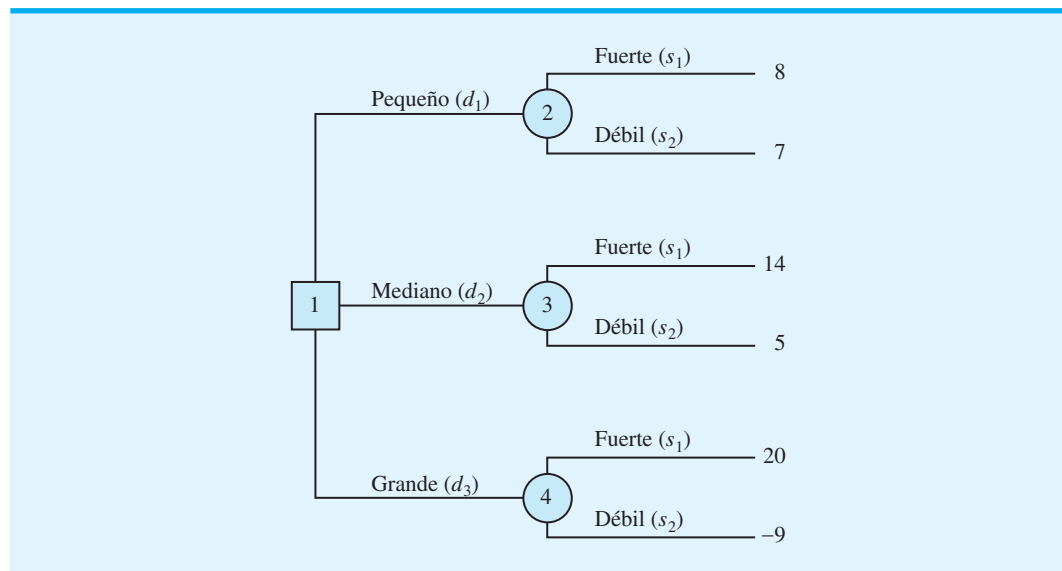 Fuerte (s1)
8
Pequeño (d1)
2
Débil (s2)
7
Fuerte (s1)
14
Mediano (d2)
1
3
Débil (s2)
5
Fuerte (s1)
20
Grande (d3)
4
Débil (s2)
–9